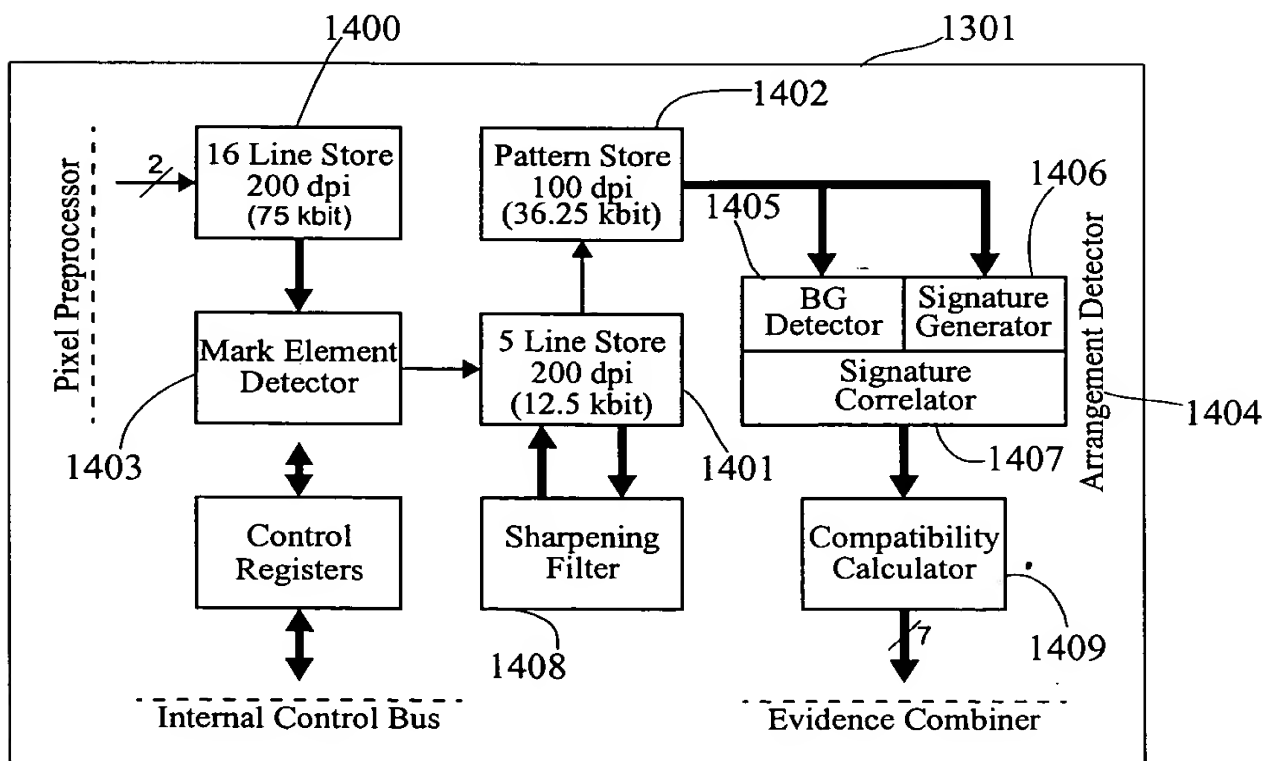 1400
1301
1402
16 Line Store
200 dpi
(75 kbit)
2
Pixel Preprocessor
Pattern Store
100 dpi
(36.25 kbit)
1405
1406
BG
Detector
Signature
Generator
Signature
Correlator
Arrangement Detector
1404
Mark Element
Detector
5 Line Store
200 dpi
(12.5 kbit)
1403
1401
1407
Control
Registers
Sharpening
Filter
Compatibility
Calculator
1408
7
1409
Internal Control Bus
Evidence Combiner